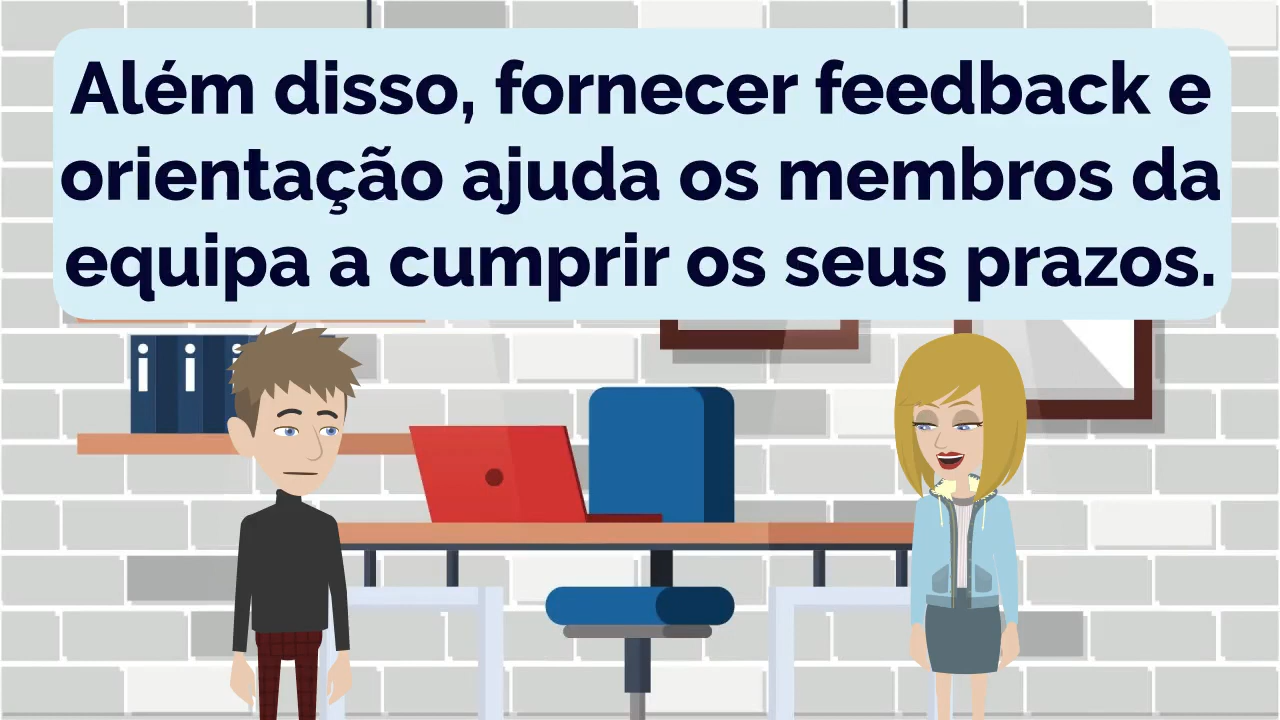 Além disso, fornecer feedback e
orientação ajuda os membros da
equipa a cumprir os seus prazos.